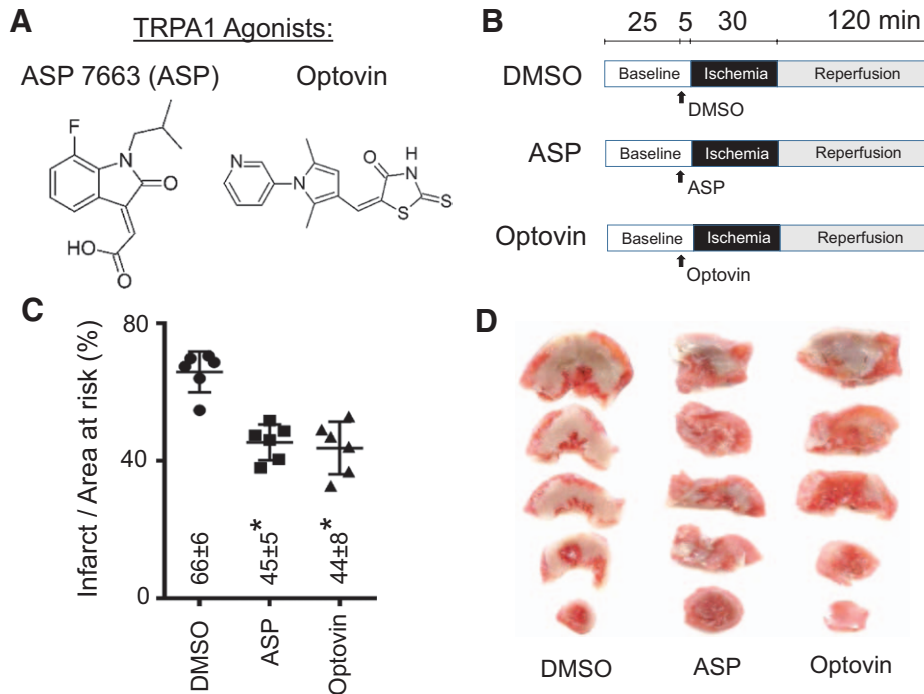 A
TRPA1 Agonists:
ASP 7663 (ASP)
Optovin
F
N
O
HO
O
N
N
O
H
N
S
S
B
25 5 30 120 min
DMSO
Baseline Ischemia Reperfusion
DMSO
ASP
Baseline Ischemia Reperfusion
ASP
Optovin
Baseline Ischemia Reperfusion
Optovin
C
Infarct / Area at risk (%)
80
40
0
66±6
*
45±5
*
44±8
DMSO
ASP
Optovin
D
DMSO
ASP
Optovin